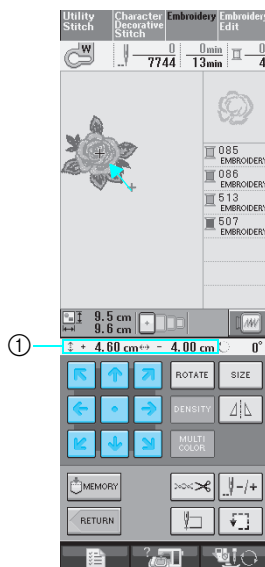 Utility Stitch
Character Decorative Stitch
Embroidery
Embroidery Edit
W
0
7744
0min
13min
0
4
085
EMBROIDERY
086
EMBROIDERY
513
EMBROIDERY
507
EMBROIDERY
9.5 cm
9.6 cm
① + 4.60 cm - 4.00 cm 0°
ROTATE
SIZE
DENSITY
MULTI COLOR
MEMORY
-/+
RETURN
?